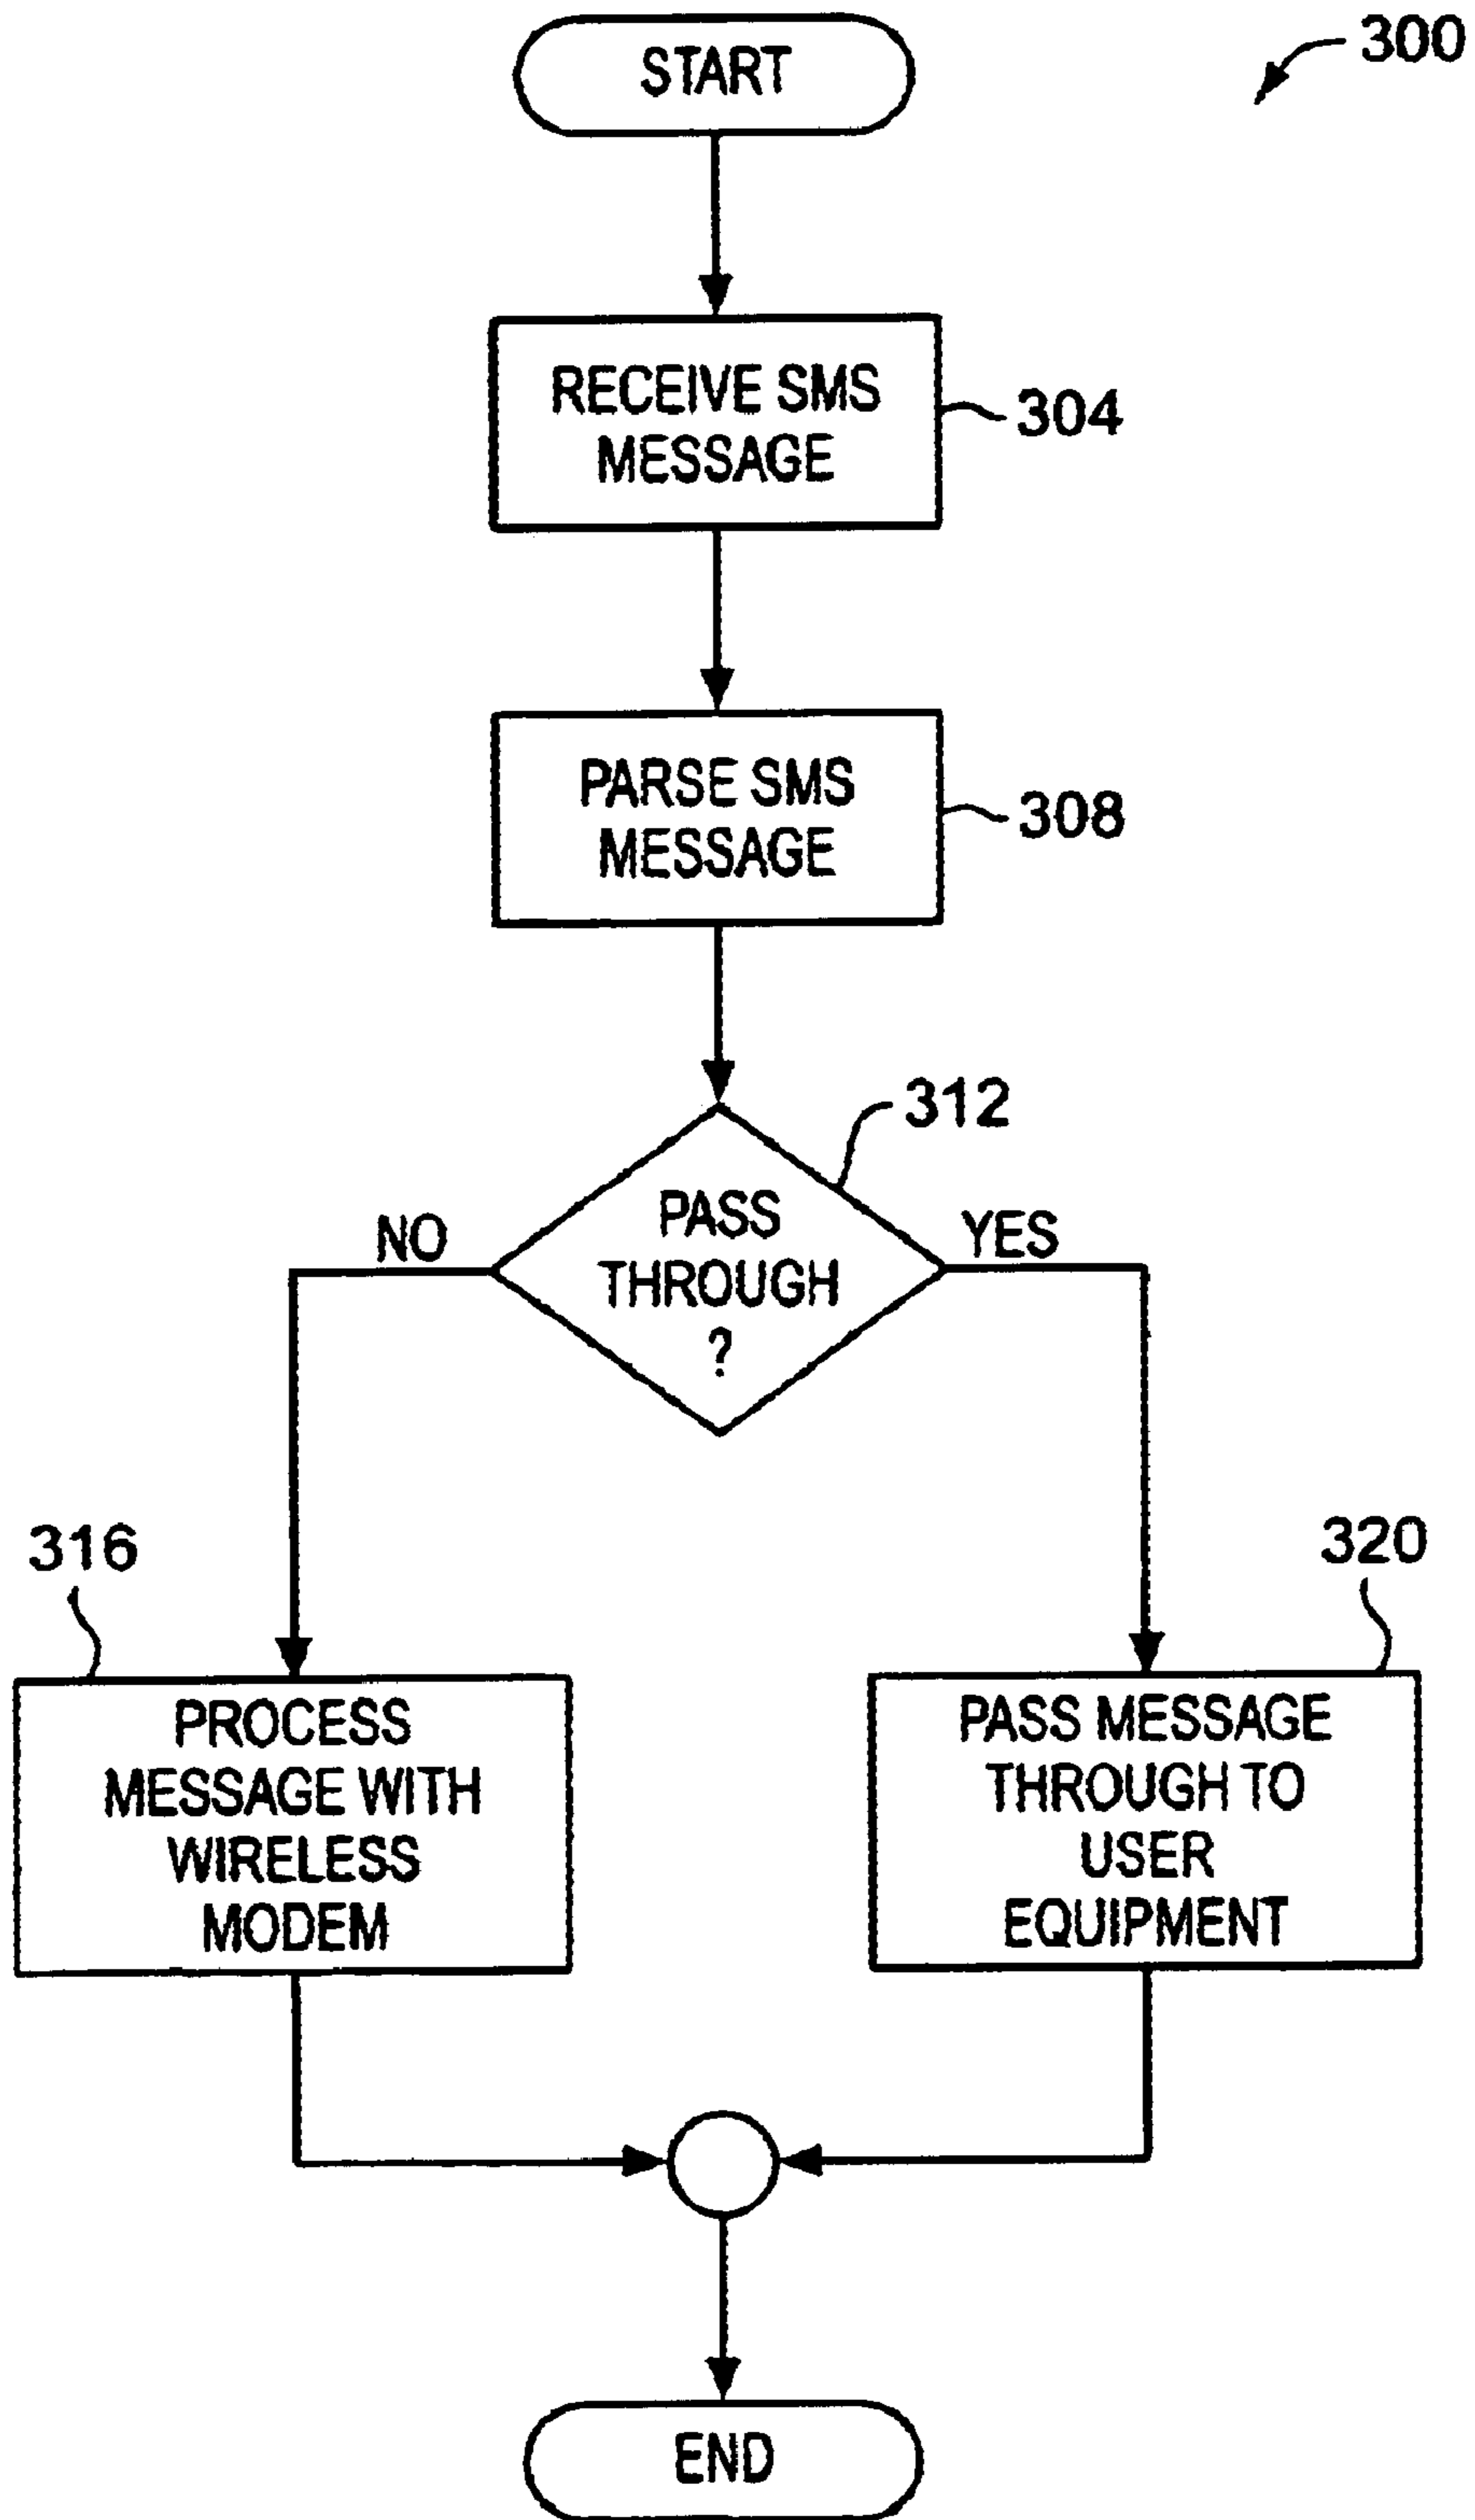 START
300
RECEIVE SMS
MESSAGE
304
PARSE SMS
MESSAGE
308
312
PASS
THROUGH
?
NO
YES
316
320
PROCESS
MESSAGE WITH
WIRELESS
MODEM
PASS MESSAGE
THROUGH TO
USER
EQUIPMENT
END